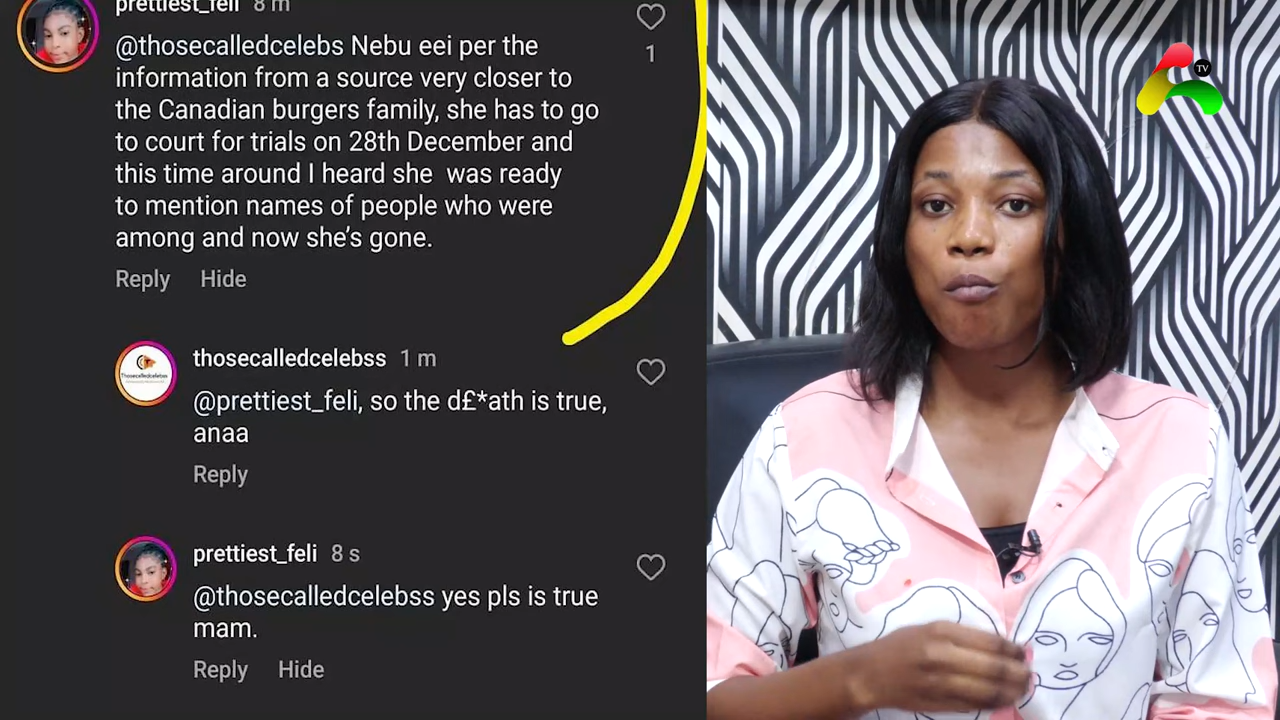 prettiest_feli 8 m
@thosecalledcelebs Nebu eei per the
information from a source very closer to
the Canadian burgers family, she has to go
to court for trials on 28th December and
this time around I heard she was ready
to mention names of people who were
among and now she's gone.
1
Reply Hide
thosecalledcelebss 1 m
@prettiest_feli, so the d£*ath is true,
anaa
Reply
prettiest_feli 8 s
@thosecalledcelebss yes pls is true
mam.
Reply Hide
TV
Thosecalledcelebss